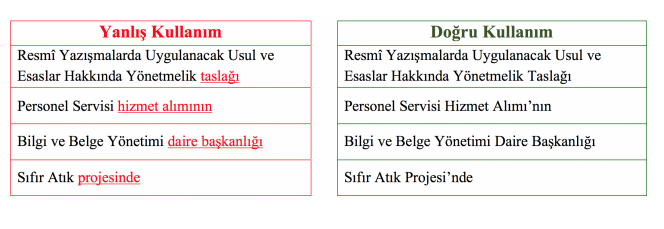 Yanlış Kullanım
Resmî Yazışmalarda Uygulanacak Usul ve
Esaslar Hakkında Yönetmelik taslağı
Personel Servisi hizmet alımının
Bilgi ve Belge Yönetimi daire başkanlığı
Sıfır Atık projesinde
Doğru Kullanım
Resmî Yazışmalarda Uygulanacak Usul ve
Esaslar Hakkında Yönetmelik Taslağı
Personel Servisi Hizmet Alımı’nın
Bilgi ve Belge Yönetimi Daire Başkanlığı
Sıfır Atık Projesi’nde